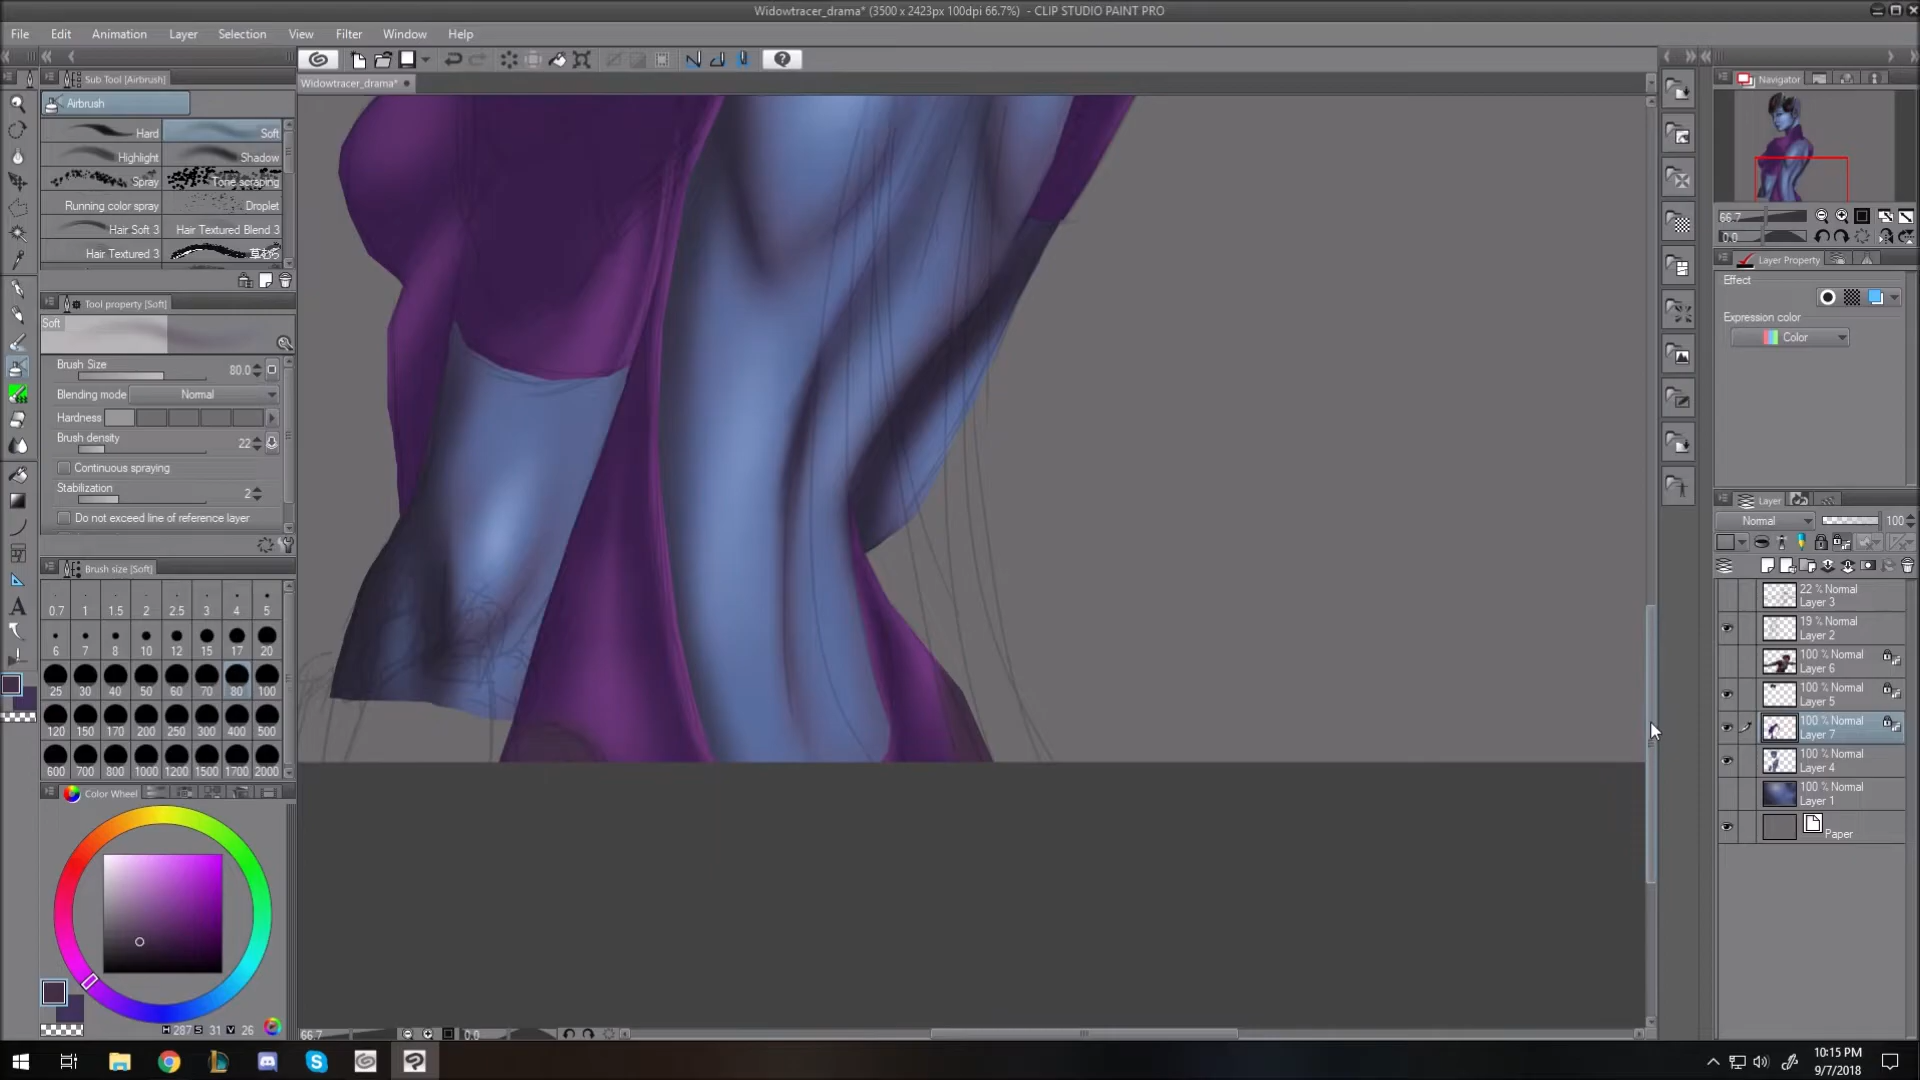 Widowtracer_drama* (3500 x 2423px 100dpi 66.7%)  - CLIP STUDIO PAINT PRO
File Edit Animation Layer Selection View Filter Window Help
Sub Tool [Airbrush]
Airbrush
Hard Soft
Highlight Shadow
Spray Tone scraping
Running color spray Droplet
Hair Soft 3 Hair Textured Blend 3
Hair Textured 3
Tool property [Soft]
Soft
Brush Size 80.0
Blending mode Normal
Hardness
Brush density 22
Continuous spraying
Stabilization 2
Do not exceed line of reference layer
Brush size [Soft]
0.7 1 1.5 2 2.5 3 4 5
6 7 8 10 12 15 17 20
25 30 40 50 60 70 80 100
120 150 170 200 250 300 400 500
600 700 800 1000 1200 1500 1700 2000
Color Wheel
H 287 S 31 V 26
Widowtracer_drama*
66.7 0.0
Navigator
66.7
0.0
Layer Property
Effect
Expression color
Color
Layer
Normal 100
22 % Normal
Layer 3
19 % Normal
Layer 2
100 % Normal
Layer 6
100 % Normal
Layer 5
100 % Normal
Layer 7
100 % Normal
Layer 4
100 % Normal
Layer 1
Paper
10:15 PM
9/7/2018